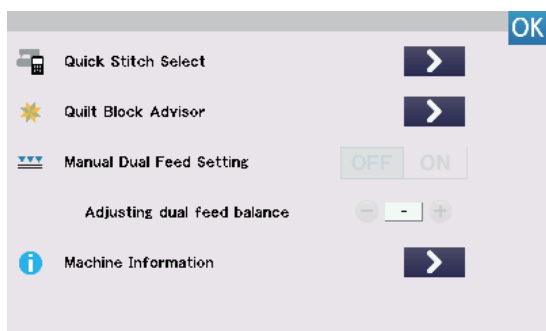 OK
Quick Stitch Select
Quilt Block Advisor
Manual Dual Feed Setting OFF ON
Adjusting dual feed balance - - +
Machine Information